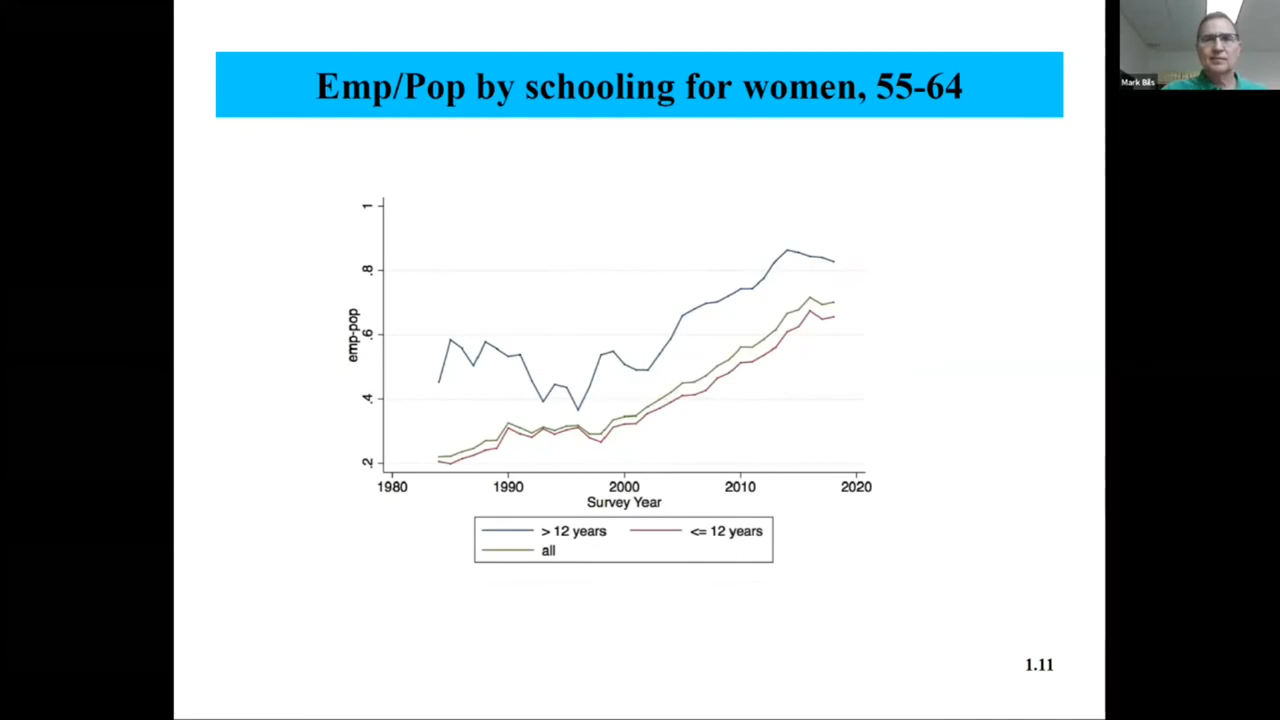 Emp/Pop by schooling for women, 55-64
Mark Bils
1
.8
.6
.4
.2
emp-pop
1980 1990 2000 2010 2020
Survey Year
> 12 years <= 12 years
all
1.11